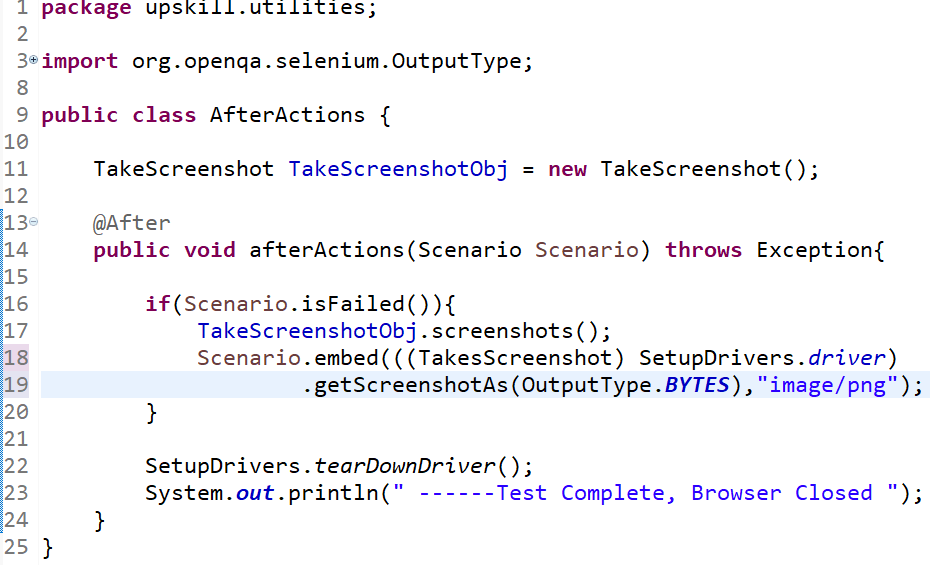 1 package upskill.utilities;
2
3 import org.openqa.selenium.OutputType;
8
9 public class AfterActions {
10
11     TakeScreenshot TakeScreenshotObj = new TakeScreenshot();
12
13     @After
14     public void afterActions(Scenario Scenario) throws Exception{
15
16         if(Scenario.isFailed()){
17             TakeScreenshotObj.screenshots();
18             Scenario.embed(((TakesScreenshot) SetupDrivers.driver)
19                     .getScreenshotAs(OutputType.BYTES),"image/png");
20         }
21
22         SetupDrivers.tearDownDriver();
23         System.out.println(" ------Test Complete, Browser Closed ");
24     }
25 }